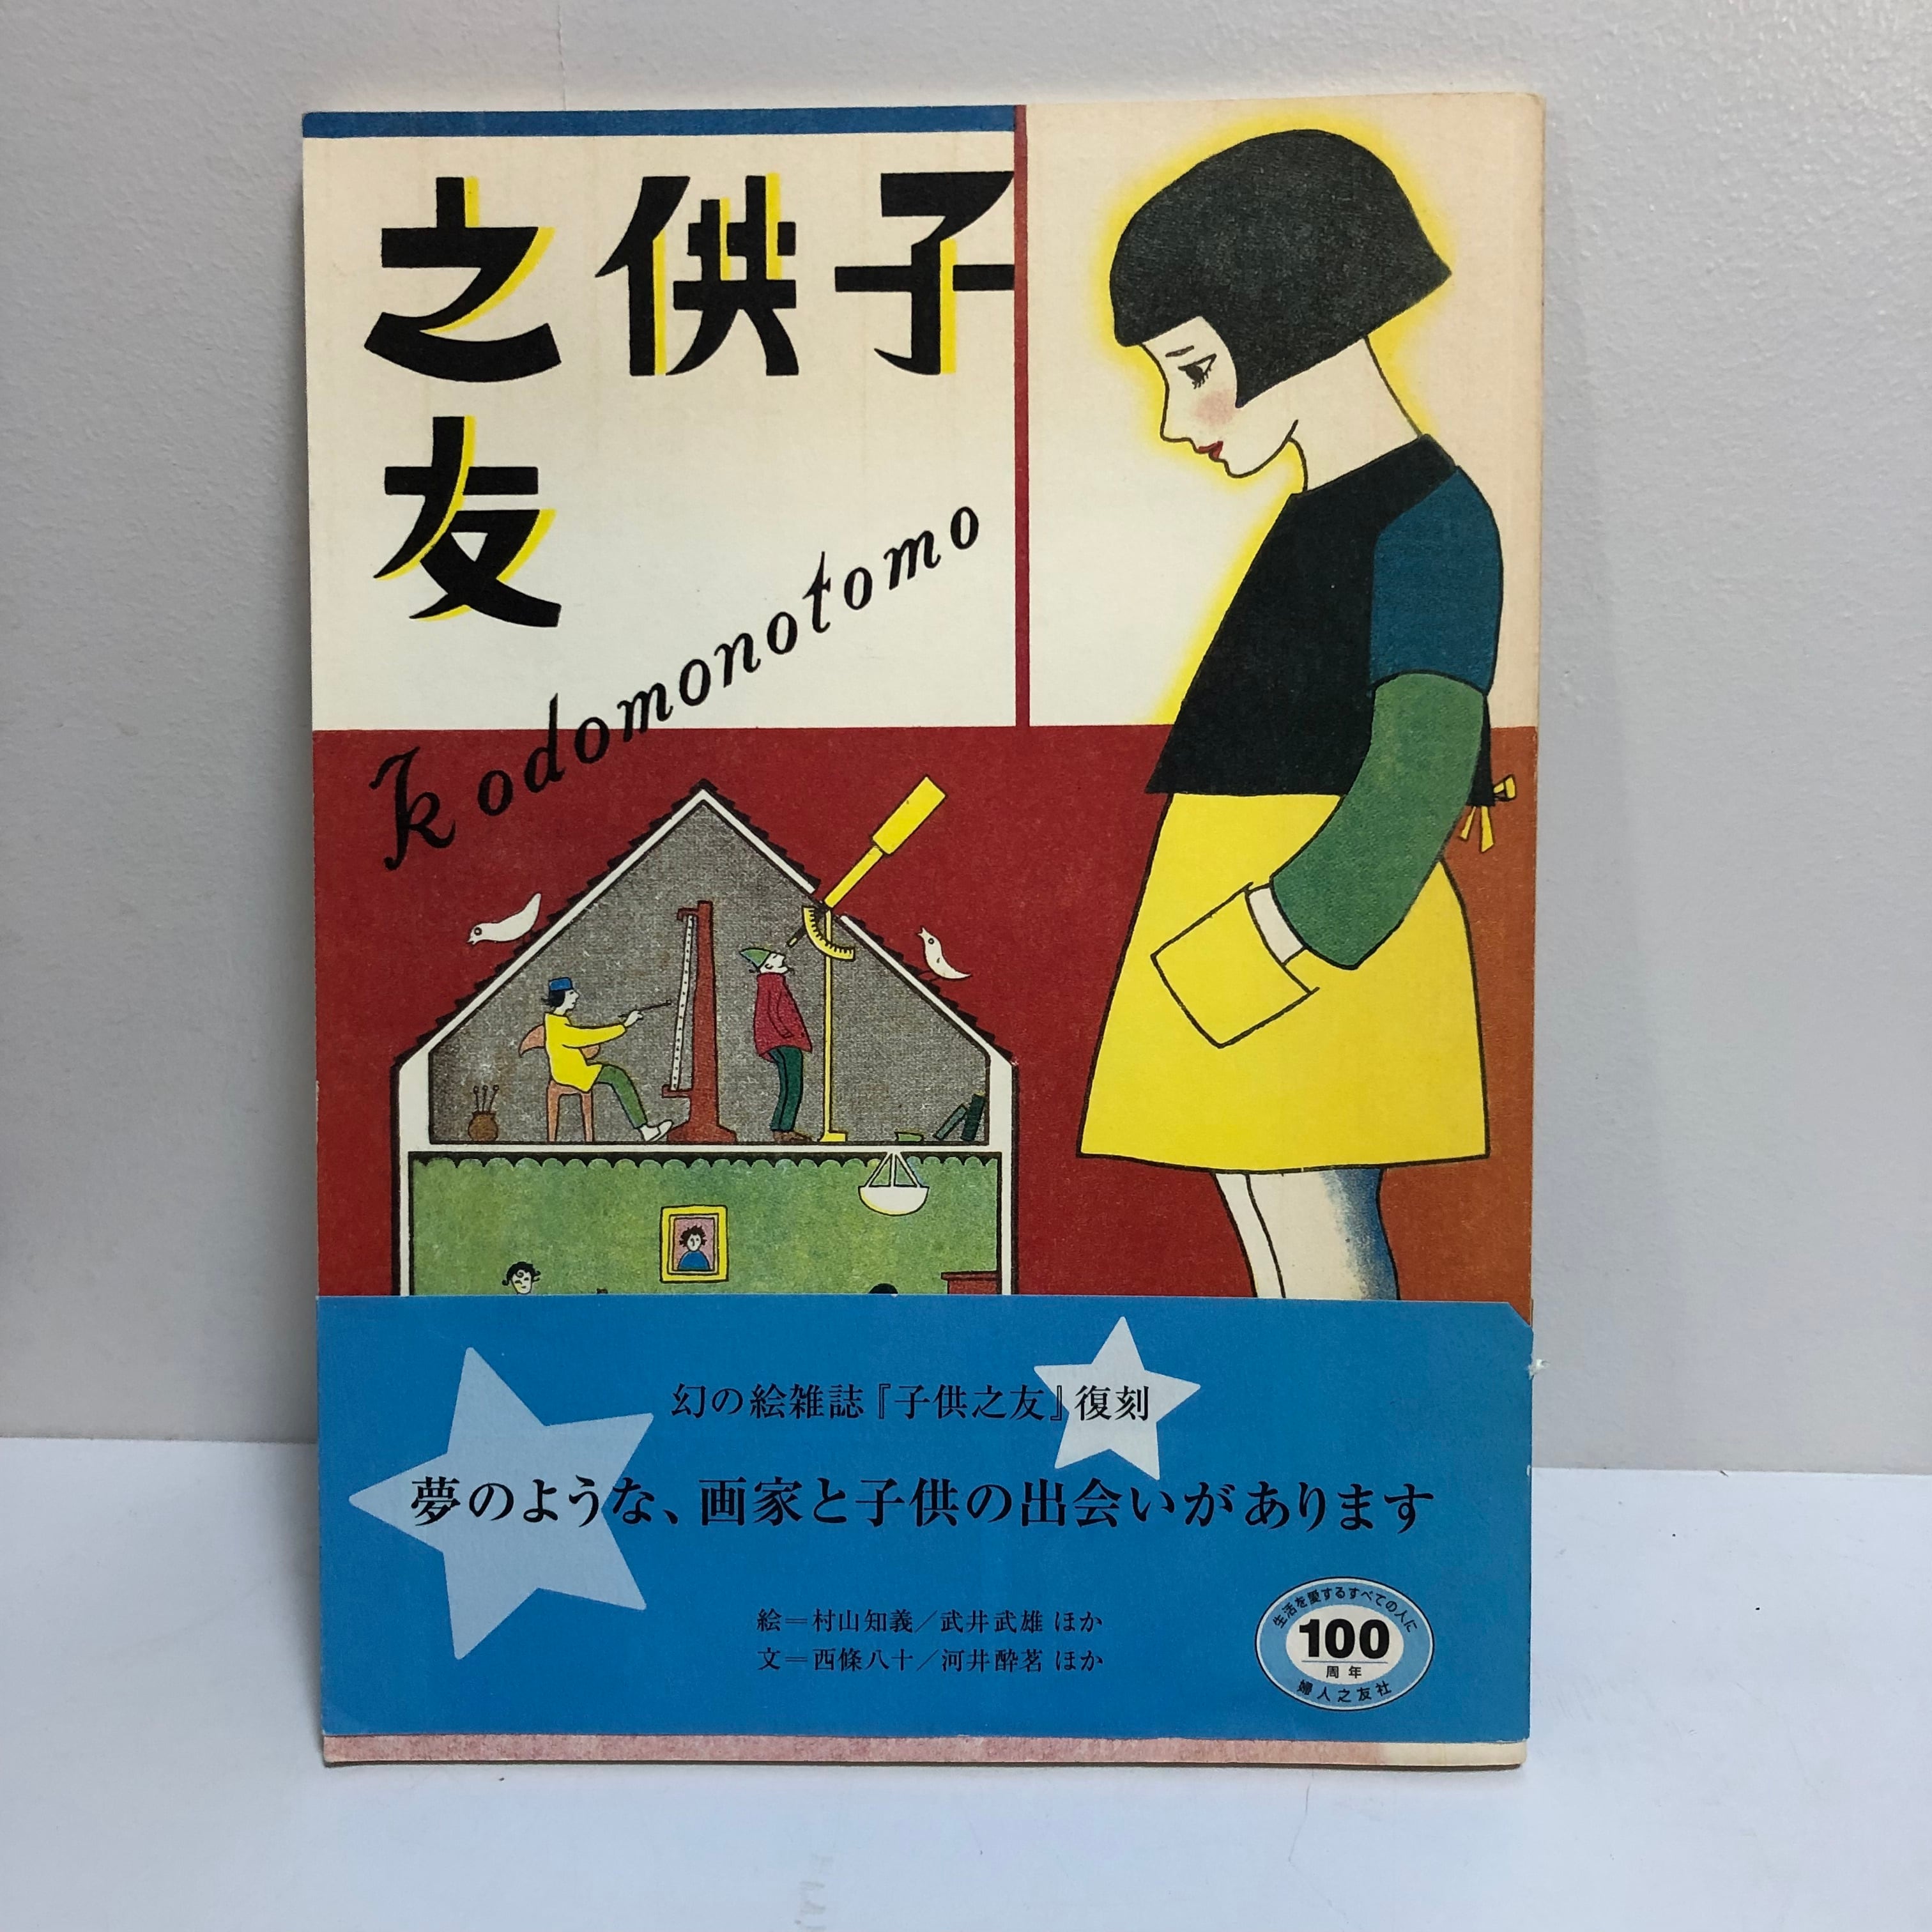 子供之
友
kodomonotomo
幻の絵雑誌『子供之友』復刻
夢のような、画家と子供の出会いがあります
絵＝村山知義／武井武雄 ほか
文＝西條八十／河井酔茗 ほか
生活を愛するすべての人に
100
周年
婦人之友社